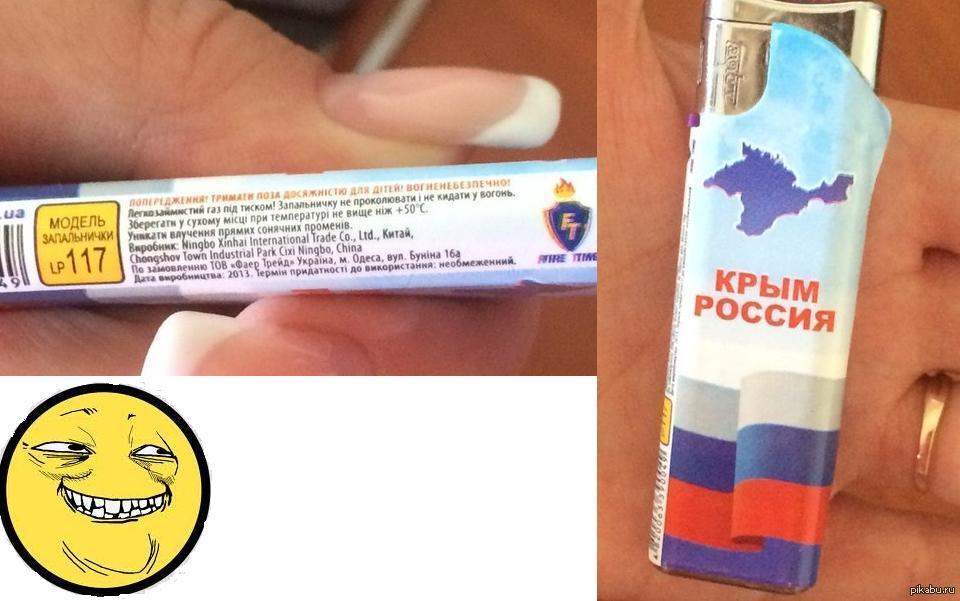 ПОПЕРЕДЖЕННЯ! ТРИМАТИ ПОЗА ДОСЯЖНІСТЮ ДЛЯ ДІТЕЙ! ВОГНЕНЕБЕЗПЕЧНО!
Легкозаймистий газ під тиском! Запальничку не проколювати і не кидати у вогонь.
Зберегати у сухому місці при температурі не вище ніж +50°C.
Уникати влучення прямих сонячних променів.
Виробник: Ningbo Xinhai International Trade Co., Ltd., Китай,
Chongshov Town Industrial Park Cixi Ningbo, China
По замовленню ТОВ «Фаер Трейд» Україна, м. Одеса, вул. Буніна 16а
Дата виробництва: 2013. Термін придатності до використання: необмежений.
.ua
49
МОДЕЛЬ
ЗАПАЛЬНИЧКИ
LP 117
FT
FIRE TIME
КРЫМ
РОССИЯ
pikabu.ru